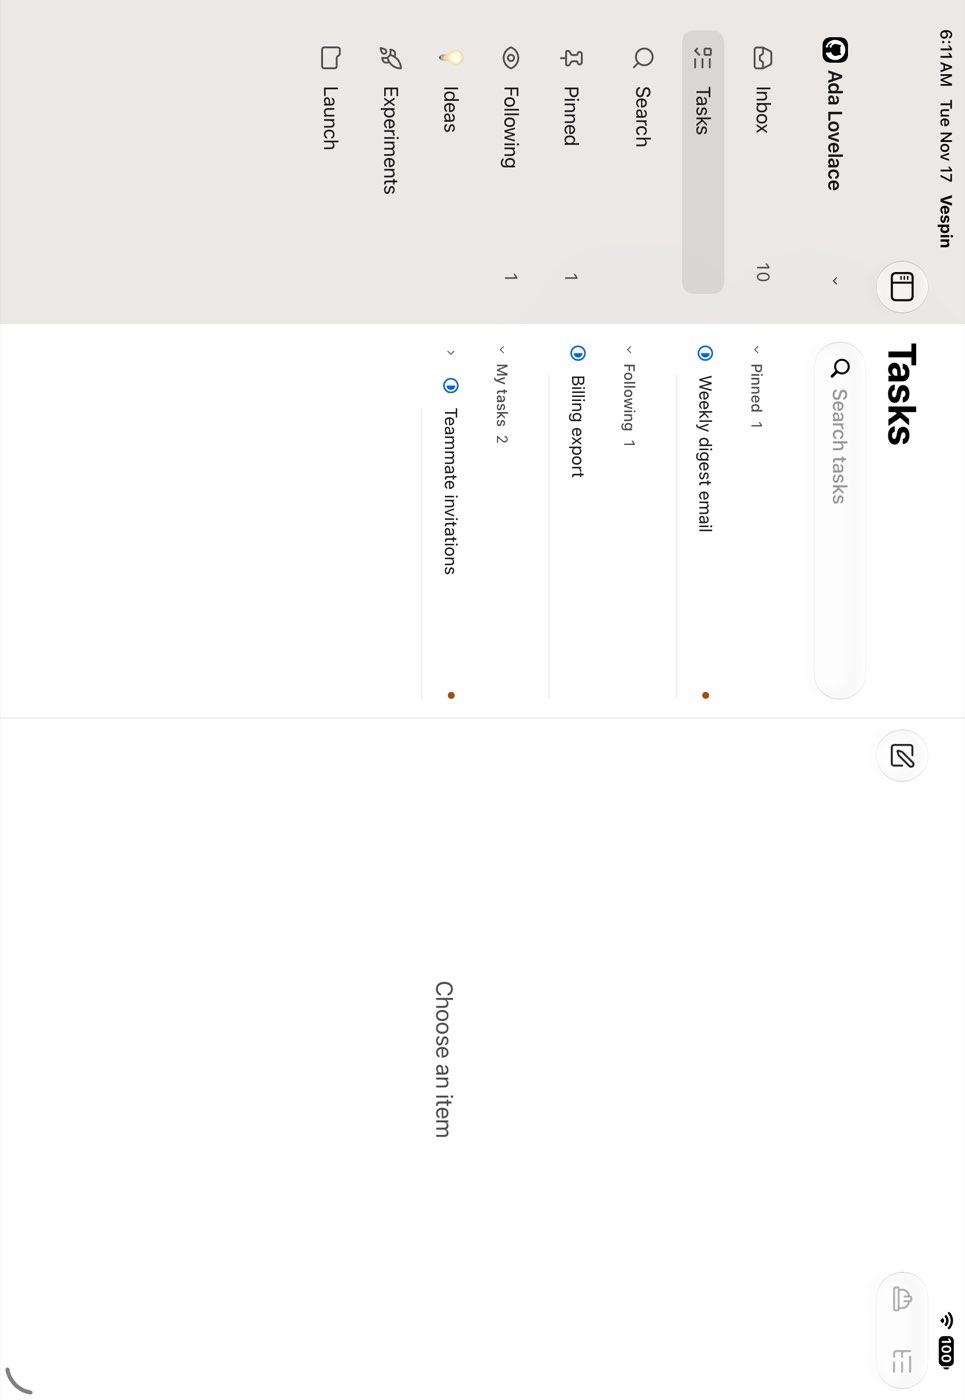 6:11 AM Tue Nov 17 Vespin
100
Ada Lovelace
Inbox 10
Tasks
Search
Pinned 1
Following 1
Ideas
Experiments
Launch
Tasks
Search tasks
Pinned 1
Weekly digest email
Following 1
Billing export
My tasks 2
Teammate invitations
Choose an item